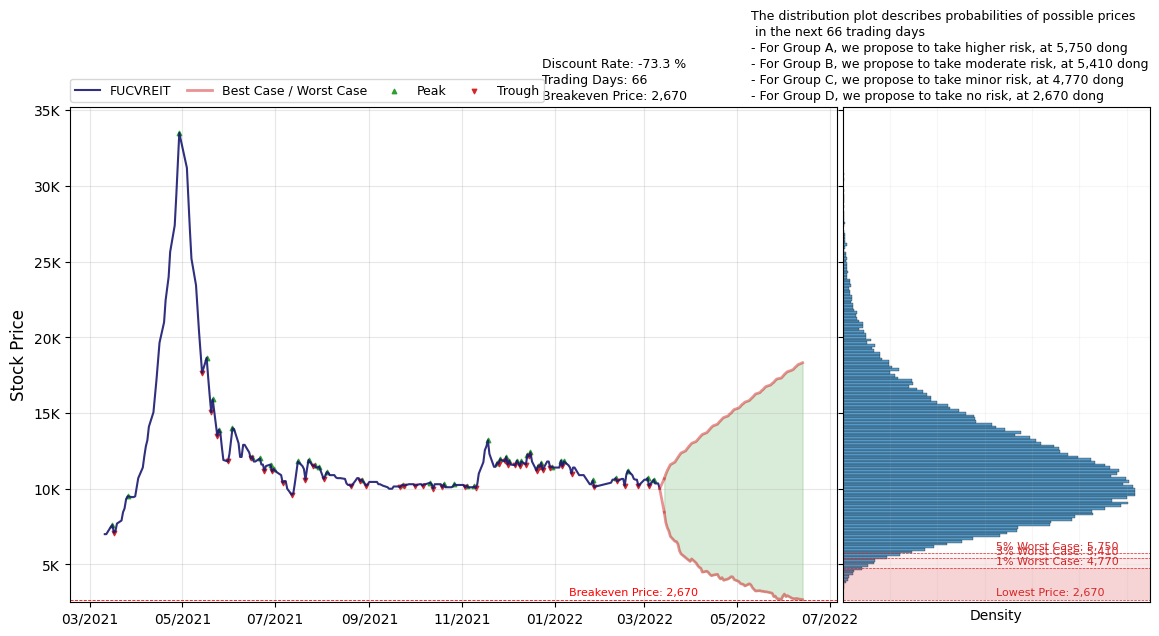 The distribution plot describes probabilities of possible prices
in the next 66 trading days
- For Group A, we propose to take higher risk, at 5,750 dong
- For Group B, we propose to take moderate risk, at 5,410 dong
- For Group C, we propose to take minor risk, at 4,770 dong
- For Group D, we propose to take no risk, at 2,670 dong
Discount Rate: -73.3 %
Trading Days: 66
Breakeven Price: 2,670
FUCVREIT
Best Case / Worst Case
Peak
Trough
Stock Price
35K
30K
25K
20K
15K
10K
5K
Breakeven Price: 2,670
03/2021
05/2021
07/2021
09/2021
11/2021
01/2022
03/2022
05/2022
07/2022
5% Worst Case: 5,750
3% Worst Case: 5,410
1% Worst Case: 4,770
Lowest Price: 2,670
Density